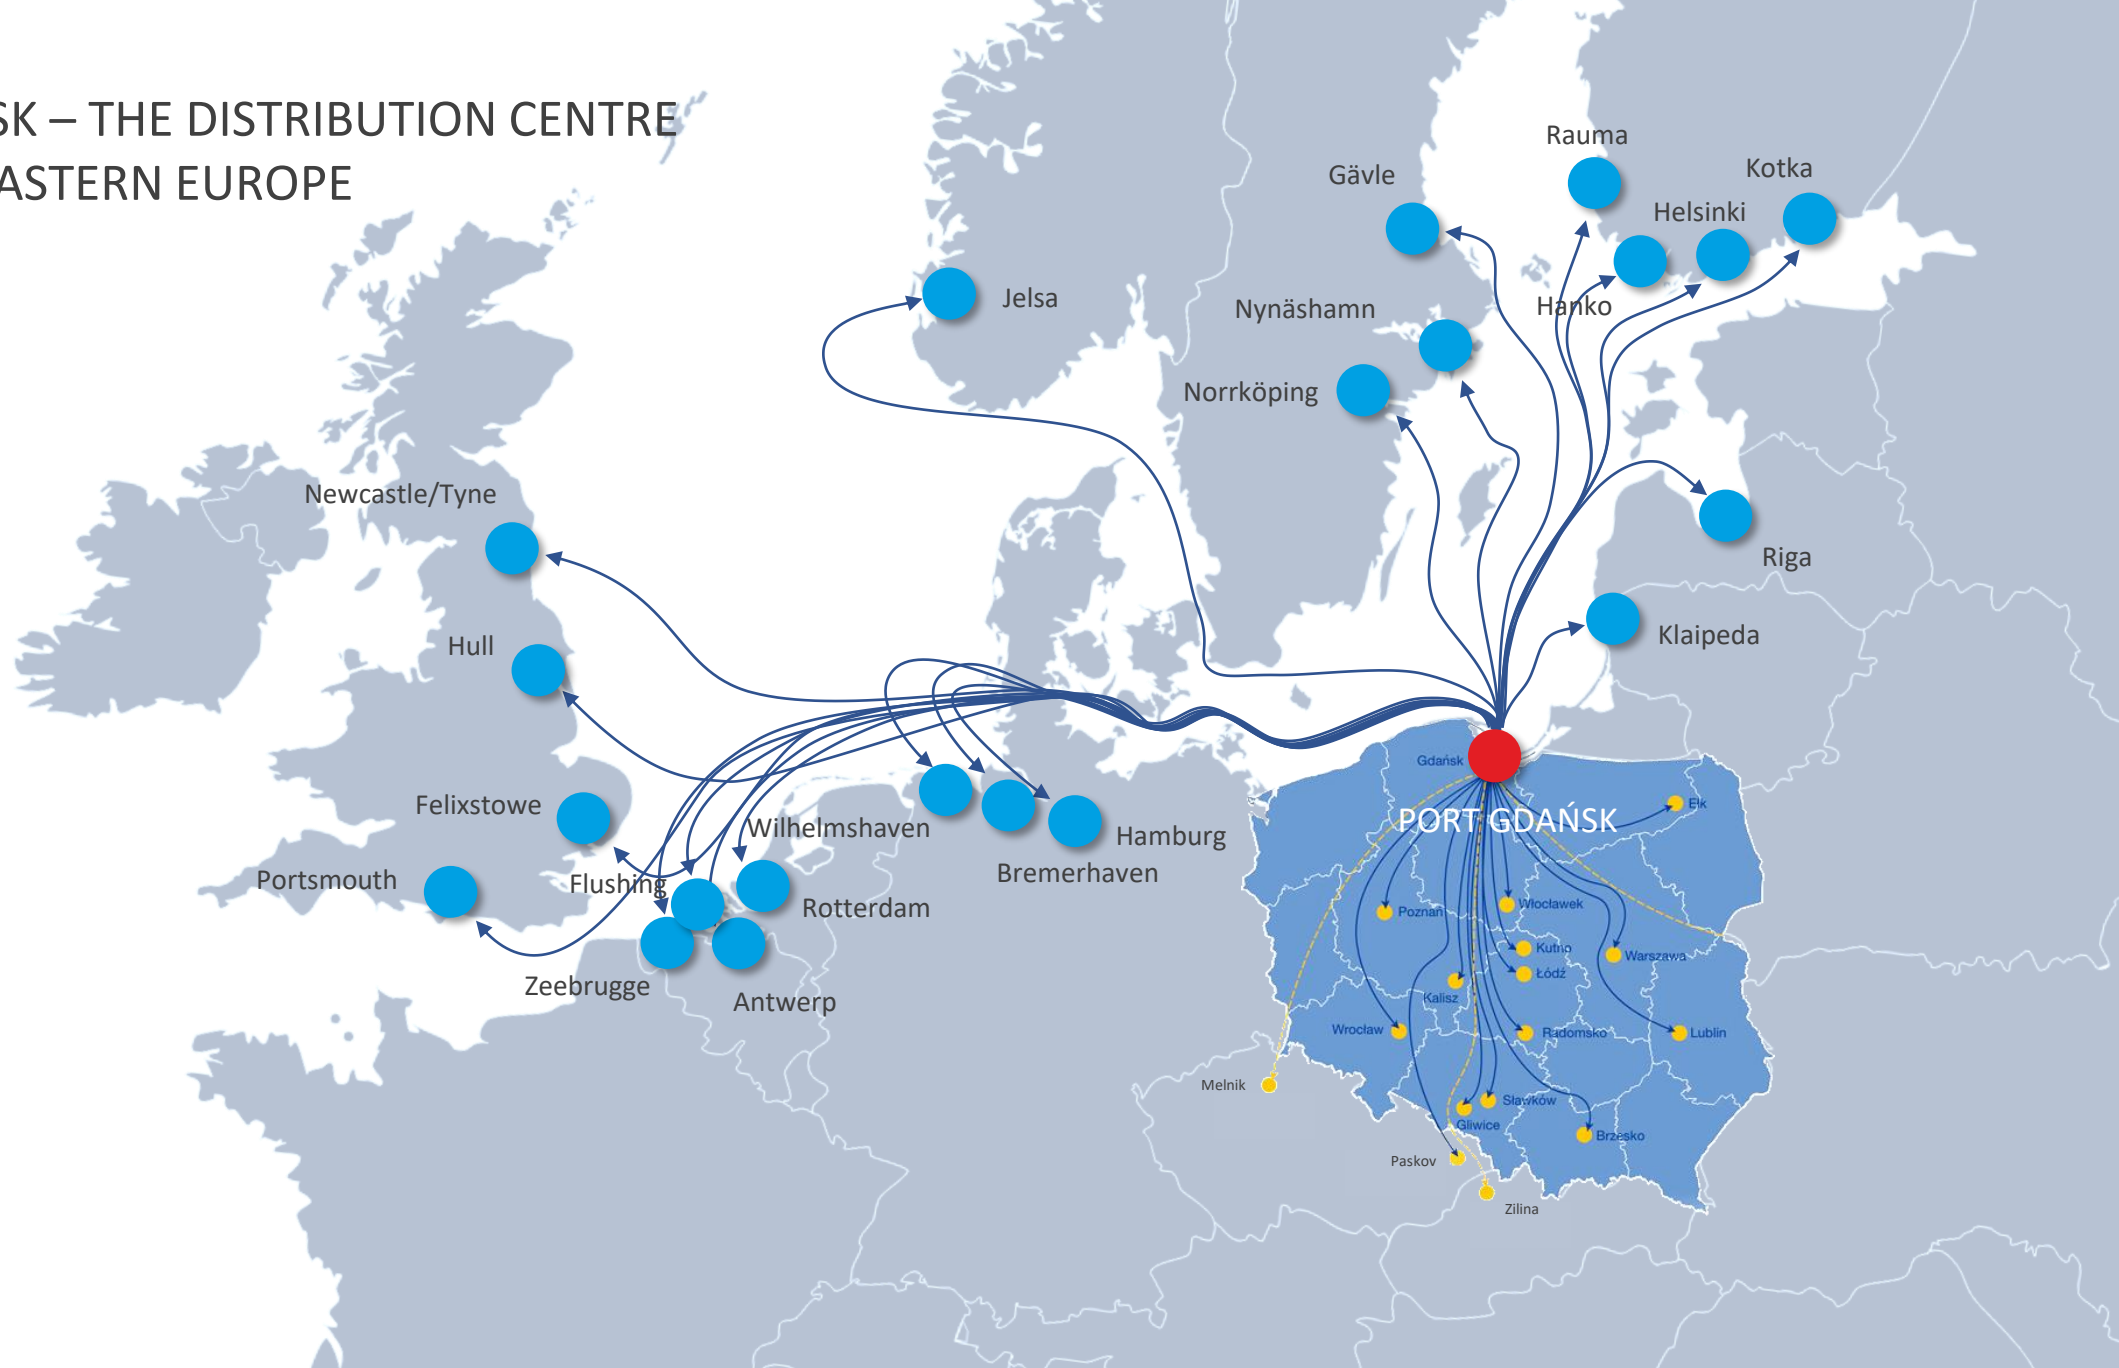 SK – THE DISTRIBUTION CENTRE
EASTERN EUROPE
Rauma
Kotka
Gävle
Helsinki
Jelsa
Hanko
Nynäshamn
Norrköping
Newcastle/Tyne
Riga
Klaipeda
Hull
Gdańsk
Felixstowe
Ełk
PORT GDAŃSK
Wilhelmshaven
Hamburg
Bremerhaven
Portsmouth
Flushing
Rotterdam
Poznań
Włocławek
Kutno
Warszawa
Łódź
Zeebrugge
Antwerp
Kalisz
Wrocław
Radomsko
Lublin
Melnik
Sławków
Gliwice
Brzesko
Paskov
Zilina